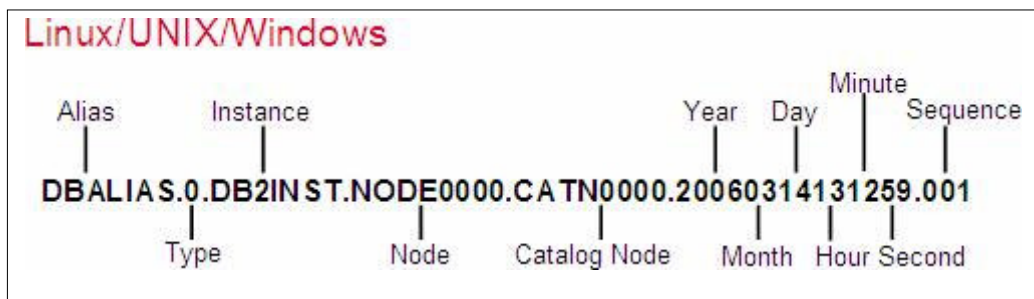 Linux/UNIX/Windows
Minute
Alias Instance Year Day Sequence
DBALIAS.0.DB2INST.NODE0000.CATN0000.20060314131259.001
Type Node Catalog Node Month Hour Second